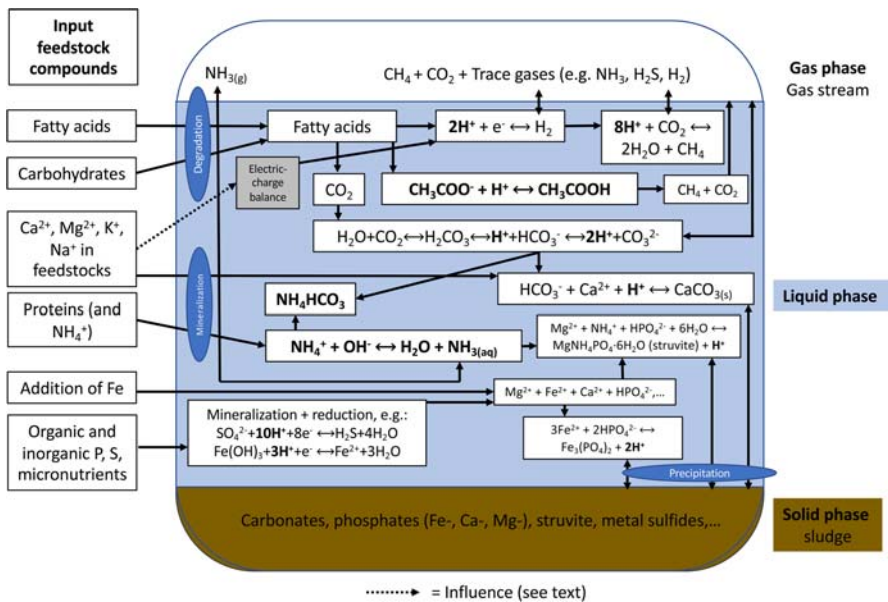 Input
feedstock
compounds
NH₃₍g₎
CH₄ + CO₂ + Trace gases (e.g. NH₃, H₂S, H₂)
Gas phase
Gas stream
Degradation
Fatty acids
Fatty acids
2H⁺ + e⁻ ↔ H₂
8H⁺ + CO₂ ↔
2H₂O + CH₄
Carbohydrates
Electric-
charge
balance
CO₂
CH₃COO⁻ + H⁺ ↔ CH₃COOH
CH₄ + CO₂
Ca²⁺, Mg²⁺, K⁺,
Na⁺ in
feedstocks
H₂O+CO₂↔H₂CO₃↔H⁺+HCO₃⁻↔2H⁺+CO₃²⁻
HCO₃⁻ + Ca²⁺ + H⁺ ↔ CaCO₃₍s₎
Liquid phase
Mineralization
NH₄HCO₃
Proteins (and
NH₄⁺)
NH₄⁺ + OH⁻ ↔ H₂O + NH₃₍aq₎
Mg²⁺ + NH₄⁺ + HPO₄²⁻ + 6H₂O ↔
MgNH₄PO₄·6H₂O (struvite) + H⁺
Addition of Fe
Mg²⁺ + Fe²⁺ + Ca²⁺ + HPO₄²⁻,...
Organic and
inorganic P, S,
micronutrients
Mineralization + reduction, e.g.:
SO₄²⁻+10H⁺+8e⁻ ↔H₂S+4H₂O
Fe(OH)₃+3H⁺+e⁻ ↔Fe²⁺+3H₂O
3Fe²⁺ + 2HPO₄²⁻ ↔
Fe₃(PO₄)₂ + 2H⁺
Precipitation
Carbonates, phosphates (Fe-, Ca-, Mg-), struvite, metal sulfides,...
Solid phase
sludge
= Influence (see text)